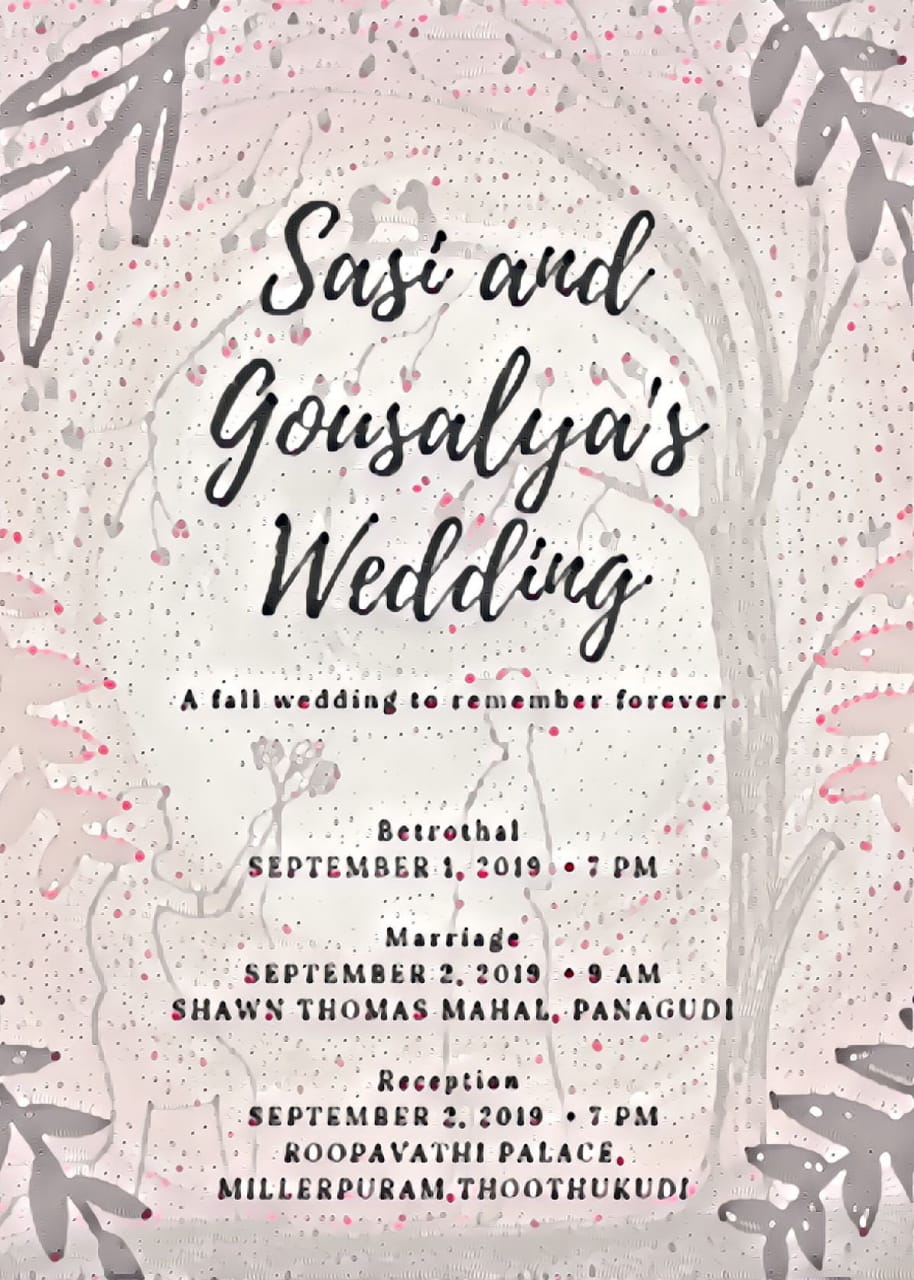 Sasi and
Gousalya's
Wedding
A fall wedding to remember forever
Betrothal
SEPTEMBER 1, 2019 • 7 PM
Marriage
SEPTEMBER 2, 2019 • 9 AM
SHAWN THOMAS MAHAL, PANAGUDI
Reception
SEPTEMBER 2, 2019 • 7 PM
ROOPAVATHI PALACE,
MILLERPURAM,THOOTHUKUDI